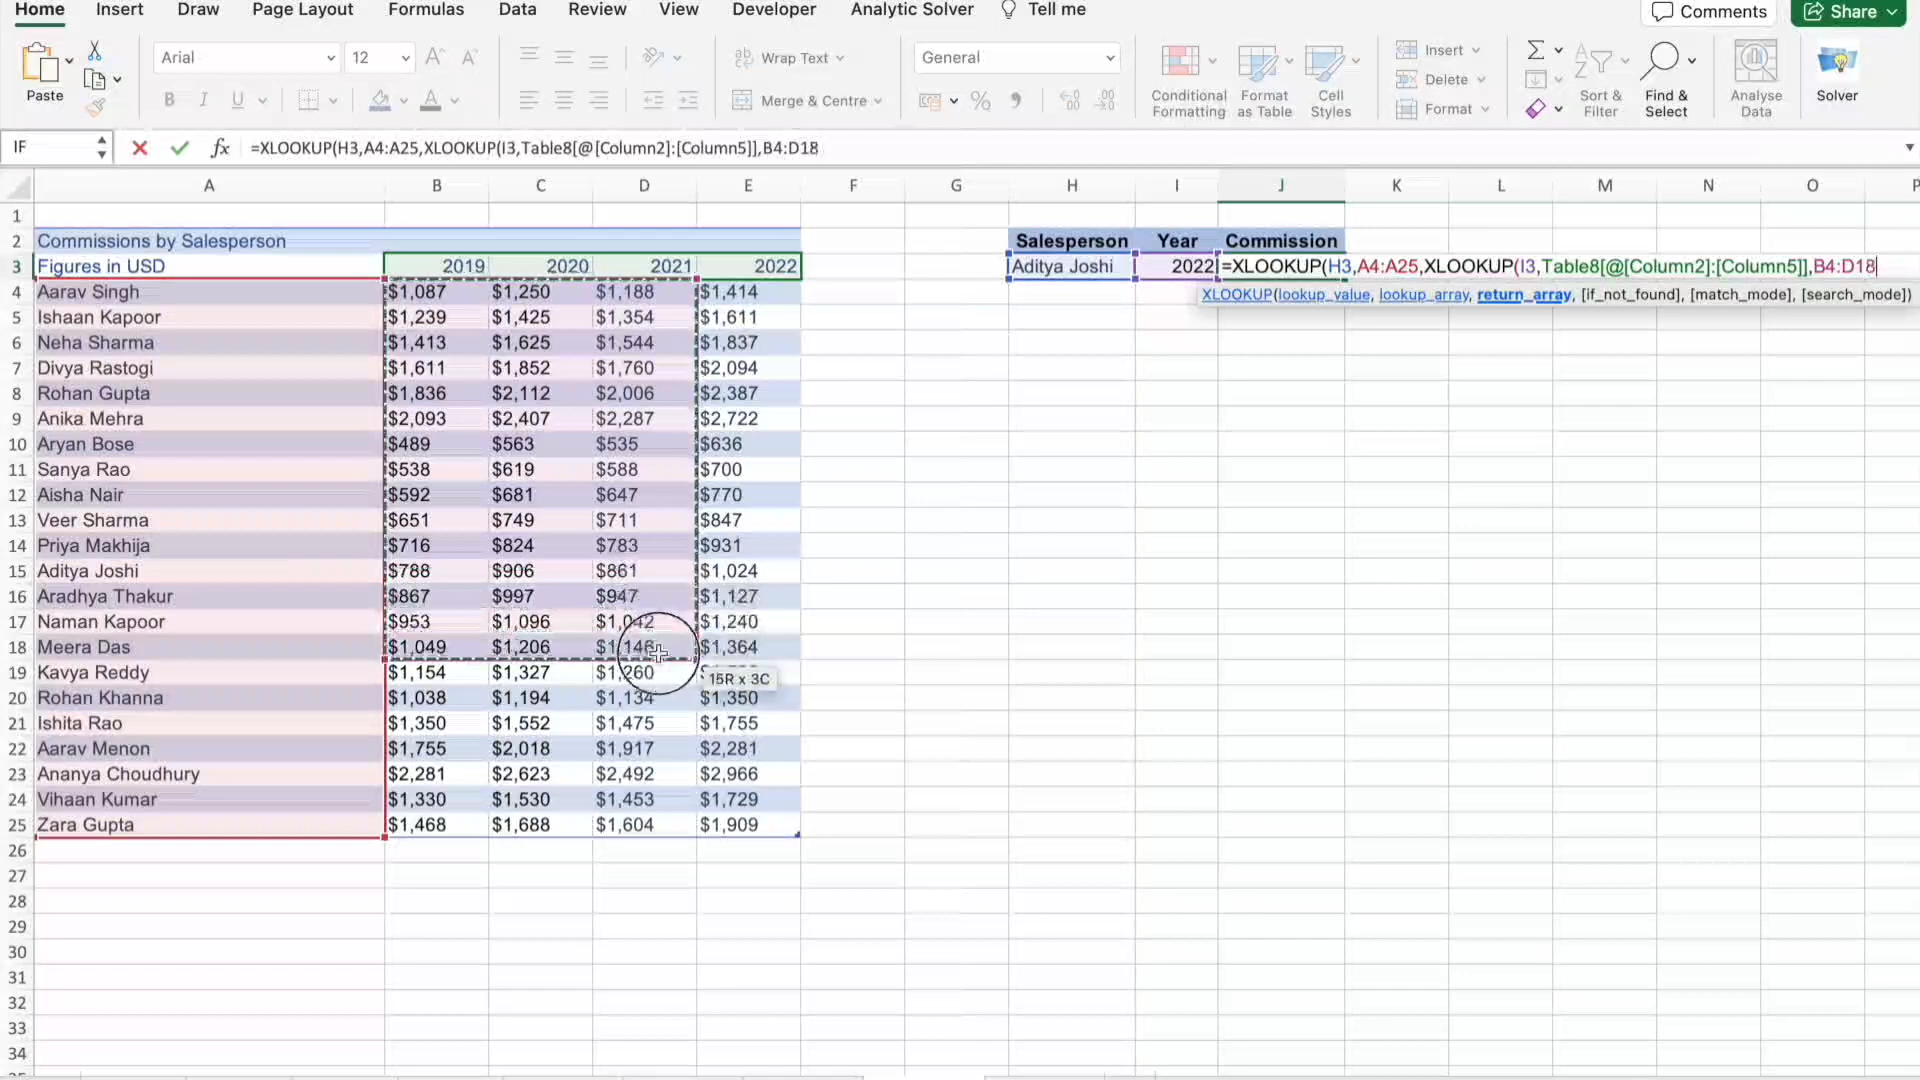 Home Insert Draw Page Layout Formulas Data Review View Developer Analytic Solver Tell me Comments Share
Paste Arial 12 A A Wrap Text General Insert
B I U A Merge & Centre % Conditional Formatting Format as Table Cell Styles Delete Format Sort & Filter Find & Select Analyse Data Solver
IF fx =XLOOKUP(H3,A4:A25,XLOOKUP(I3,Table8[@[Column2]:[Column5]],B4:D18
A B C D E F G H I J K L M N O P
1
2 Commissions by Salesperson Salesperson Year Commission
3 Figures in USD 2019 2020 2021 2022 Aditya Joshi 2022 =XLOOKUP(H3,A4:A25,XLOOKUP(I3,Table8[@[Column2]:[Column5]],B4:D18
XLOOKUP(lookup_value, lookup_array, return_array, [if_not_found], [match_mode], [search_mode])
4 Aarav Singh $1,087 $1,250 $1,188 $1,414
5 Ishaan Kapoor $1,239 $1,425 $1,354 $1,611
6 Neha Sharma $1,413 $1,625 $1,544 $1,837
7 Divya Rastogi $1,611 $1,852 $1,760 $2,094
8 Rohan Gupta $1,836 $2,112 $2,006 $2,387
9 Anika Mehra $2,093 $2,407 $2,287 $2,722
10 Aryan Bose $489 $563 $535 $636
11 Sanya Rao $538 $619 $588 $700
12 Aisha Nair $592 $681 $647 $770
13 Veer Sharma $651 $749 $711 $847
14 Priya Makhija $716 $824 $783 $931
15 Aditya Joshi $788 $906 $861 $1,024
16 Aradhya Thakur $867 $997 $947 $1,127
17 Naman Kapoor $953 $1,096 $1,042 $1,240
18 Meera Das $1,049 $1,206 $1,146 $1,364
19 Kavya Reddy $1,154 $1,327 $1,260
15R x 3C
20 Rohan Khanna $1,038 $1,194 $1,134 $1,350
21 Ishita Rao $1,350 $1,552 $1,475 $1,755
22 Aarav Menon $1,755 $2,018 $1,917 $2,281
23 Ananya Choudhury $2,281 $2,623 $2,492 $2,966
24 Vihaan Kumar $1,330 $1,530 $1,453 $1,729
25 Zara Gupta $1,468 $1,688 $1,604 $1,909
26
27
28
29
30
31
32
33
34